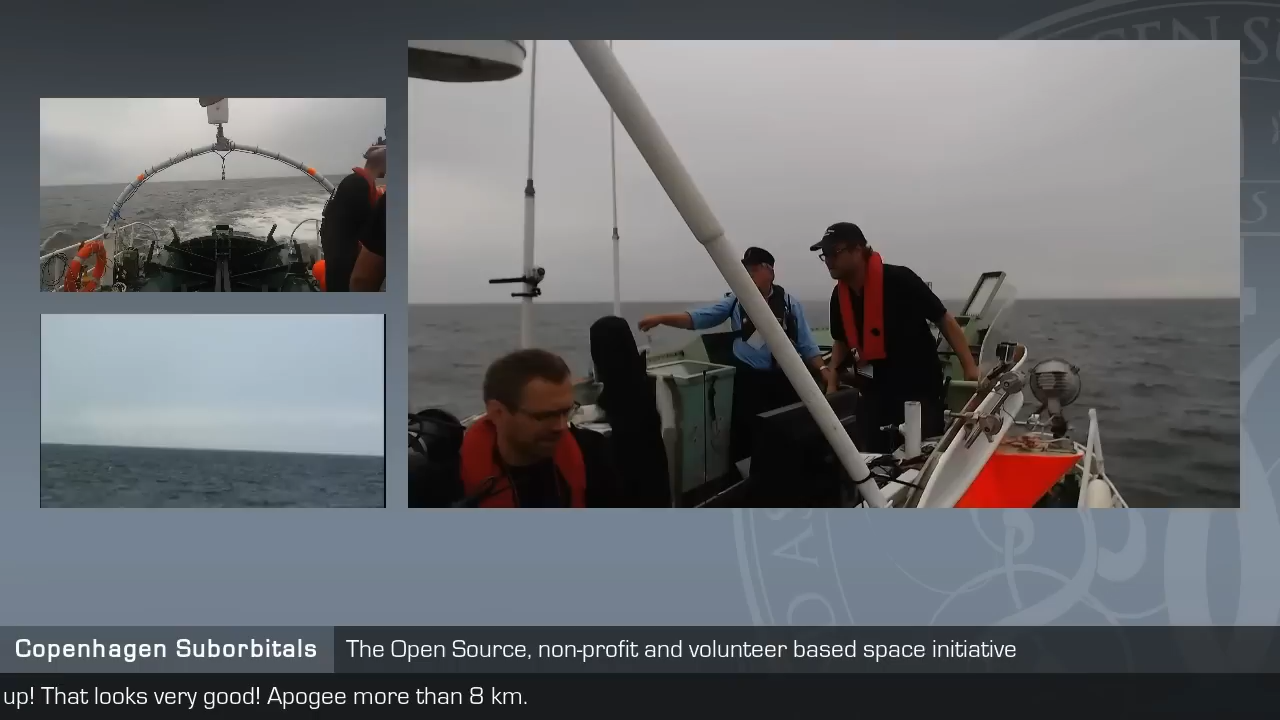 Copenhagen Suborbitals
The Open Source, non-profit and volunteer based space initiative
up! That looks very good! Apogee more than 8 km.